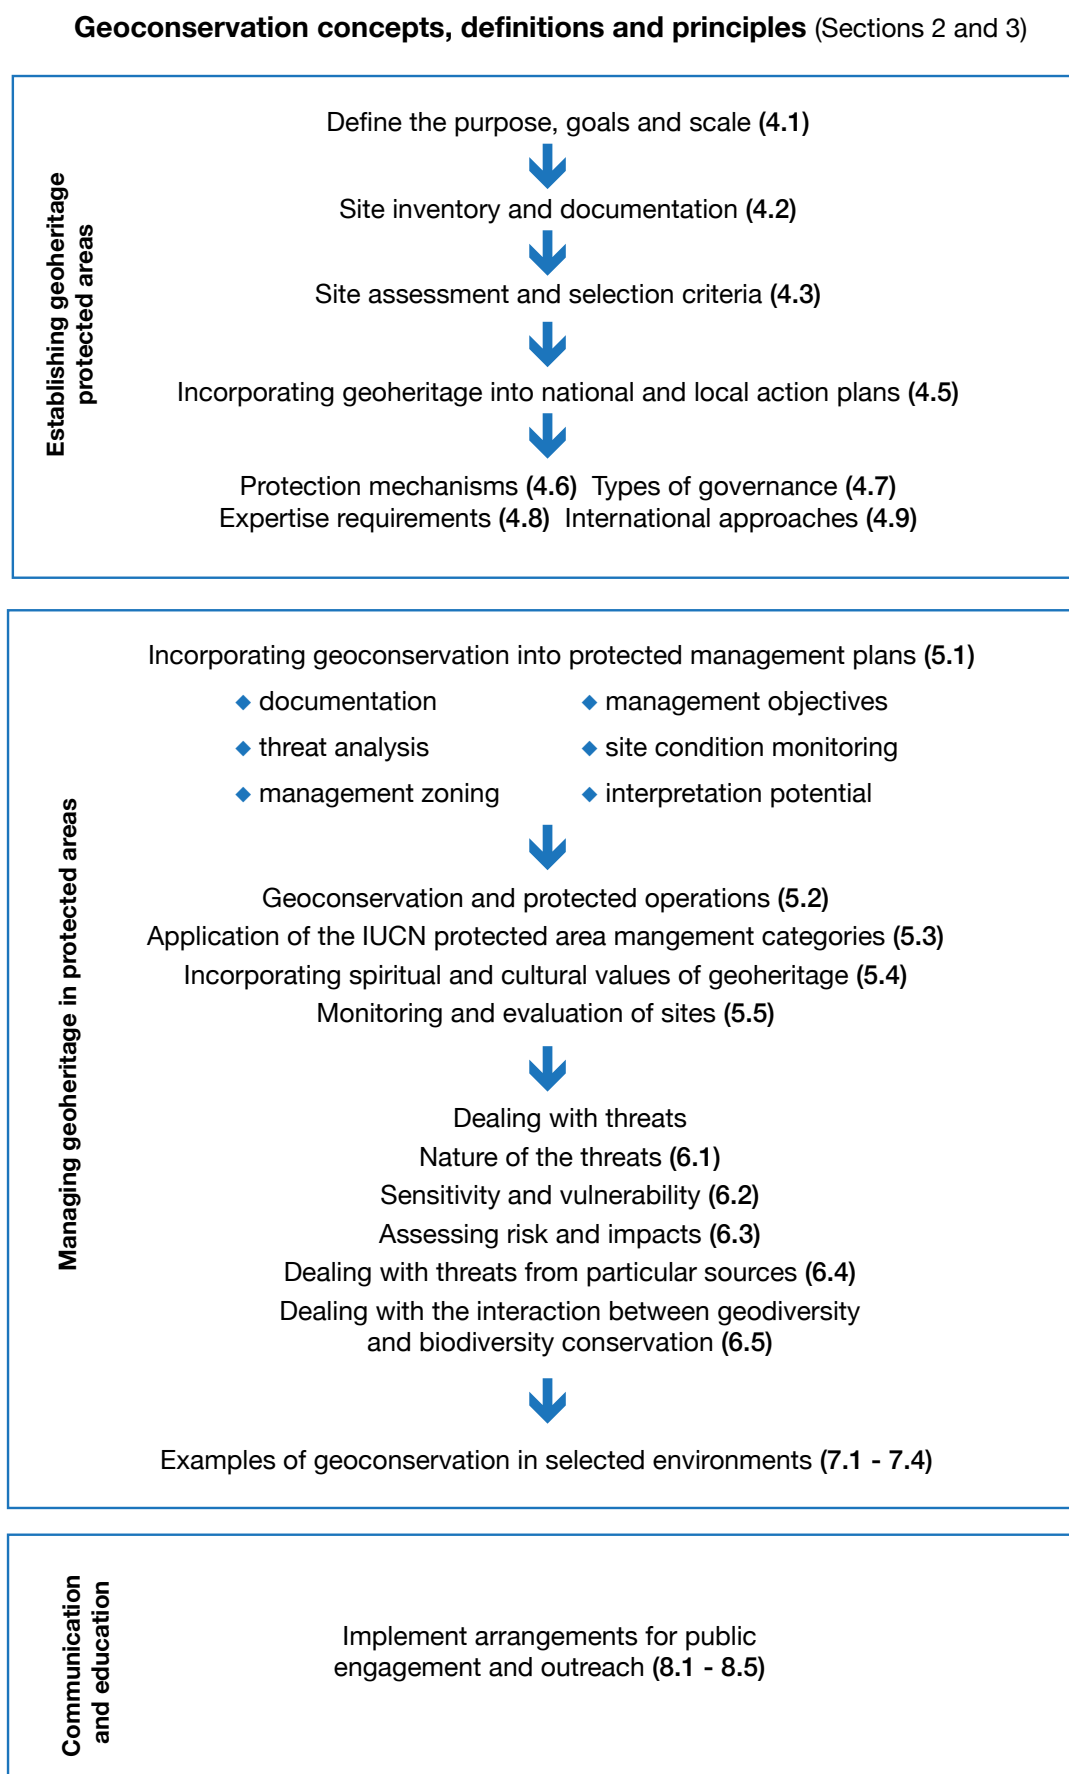 Geoconservation concepts, definitions and principles (Sections 2 and 3)
Establishing geoheritage
protected areas
Define the purpose, goals and scale (4.1)
Site inventory and documentation (4.2)
Site assessment and selection criteria (4.3)
Incorporating geoheritage into national and local action plans (4.5)
Protection mechanisms (4.6) Types of governance (4.7)
Expertise requirements (4.8) International approaches (4.9)
Managing geoheritage in protected areas
Incorporating geoconservation into protected management plans (5.1)
◆ documentation
◆ management objectives
◆ threat analysis
◆ site condition monitoring
◆ management zoning
◆ interpretation potential
Geoconservation and protected operations (5.2)
Application of the IUCN protected area mangement categories (5.3)
Incorporating spiritual and cultural values of geoheritage (5.4)
Monitoring and evaluation of sites (5.5)
Dealing with threats
Nature of the threats (6.1)
Sensitivity and vulnerability (6.2)
Assessing risk and impacts (6.3)
Dealing with threats from particular sources (6.4)
Dealing with the interaction between geodiversity
and biodiversity conservation (6.5)
Examples of geoconservation in selected environments (7.1 - 7.4)
Communication
and education
Implement arrangements for public
engagement and outreach (8.1 - 8.5)